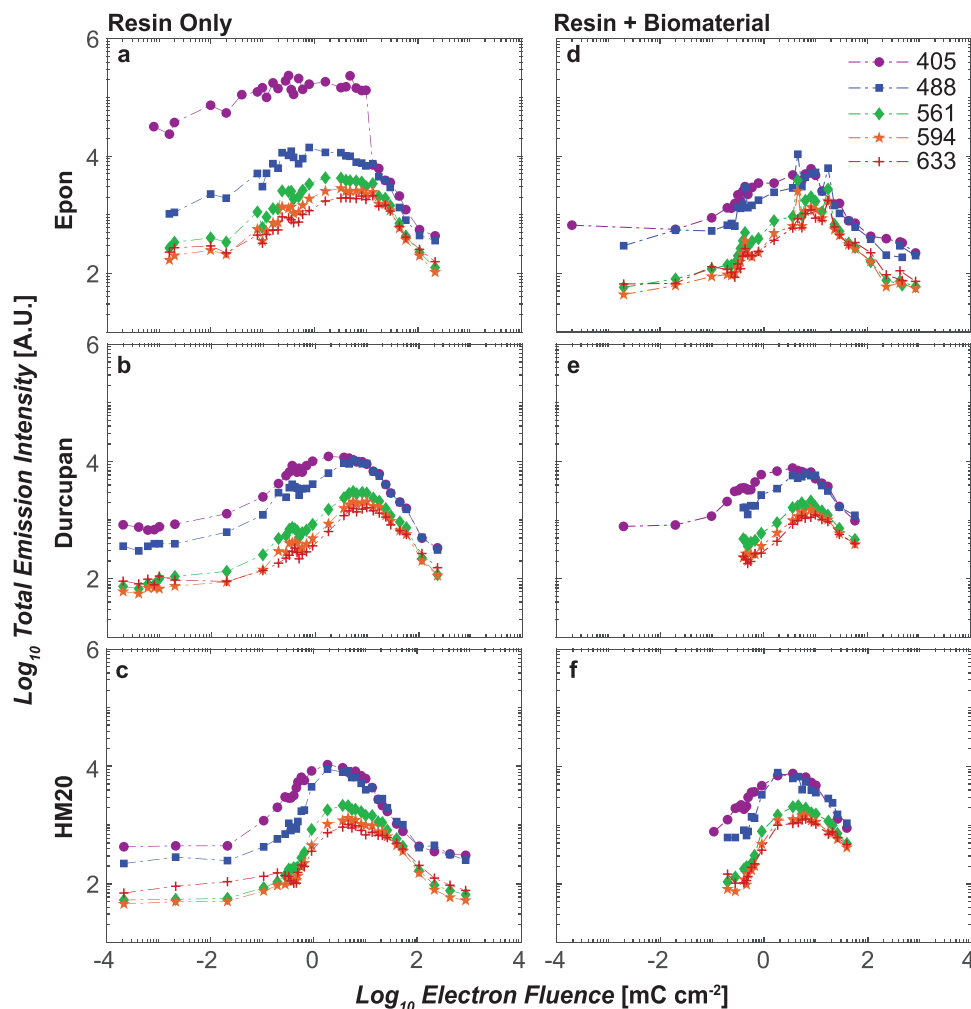 Resin Only
Resin + Biomaterial
6
a
d
405
488
561
594
633
4
2
Epon
6
b
e
4
2
Durcupan
6
c
f
4
2
HM20
-4
-2
0
2
4
-2
0
2
4
Log10 Total Emission Intensity [A.U.]
Log10 Electron Fluence [mC cm-2]